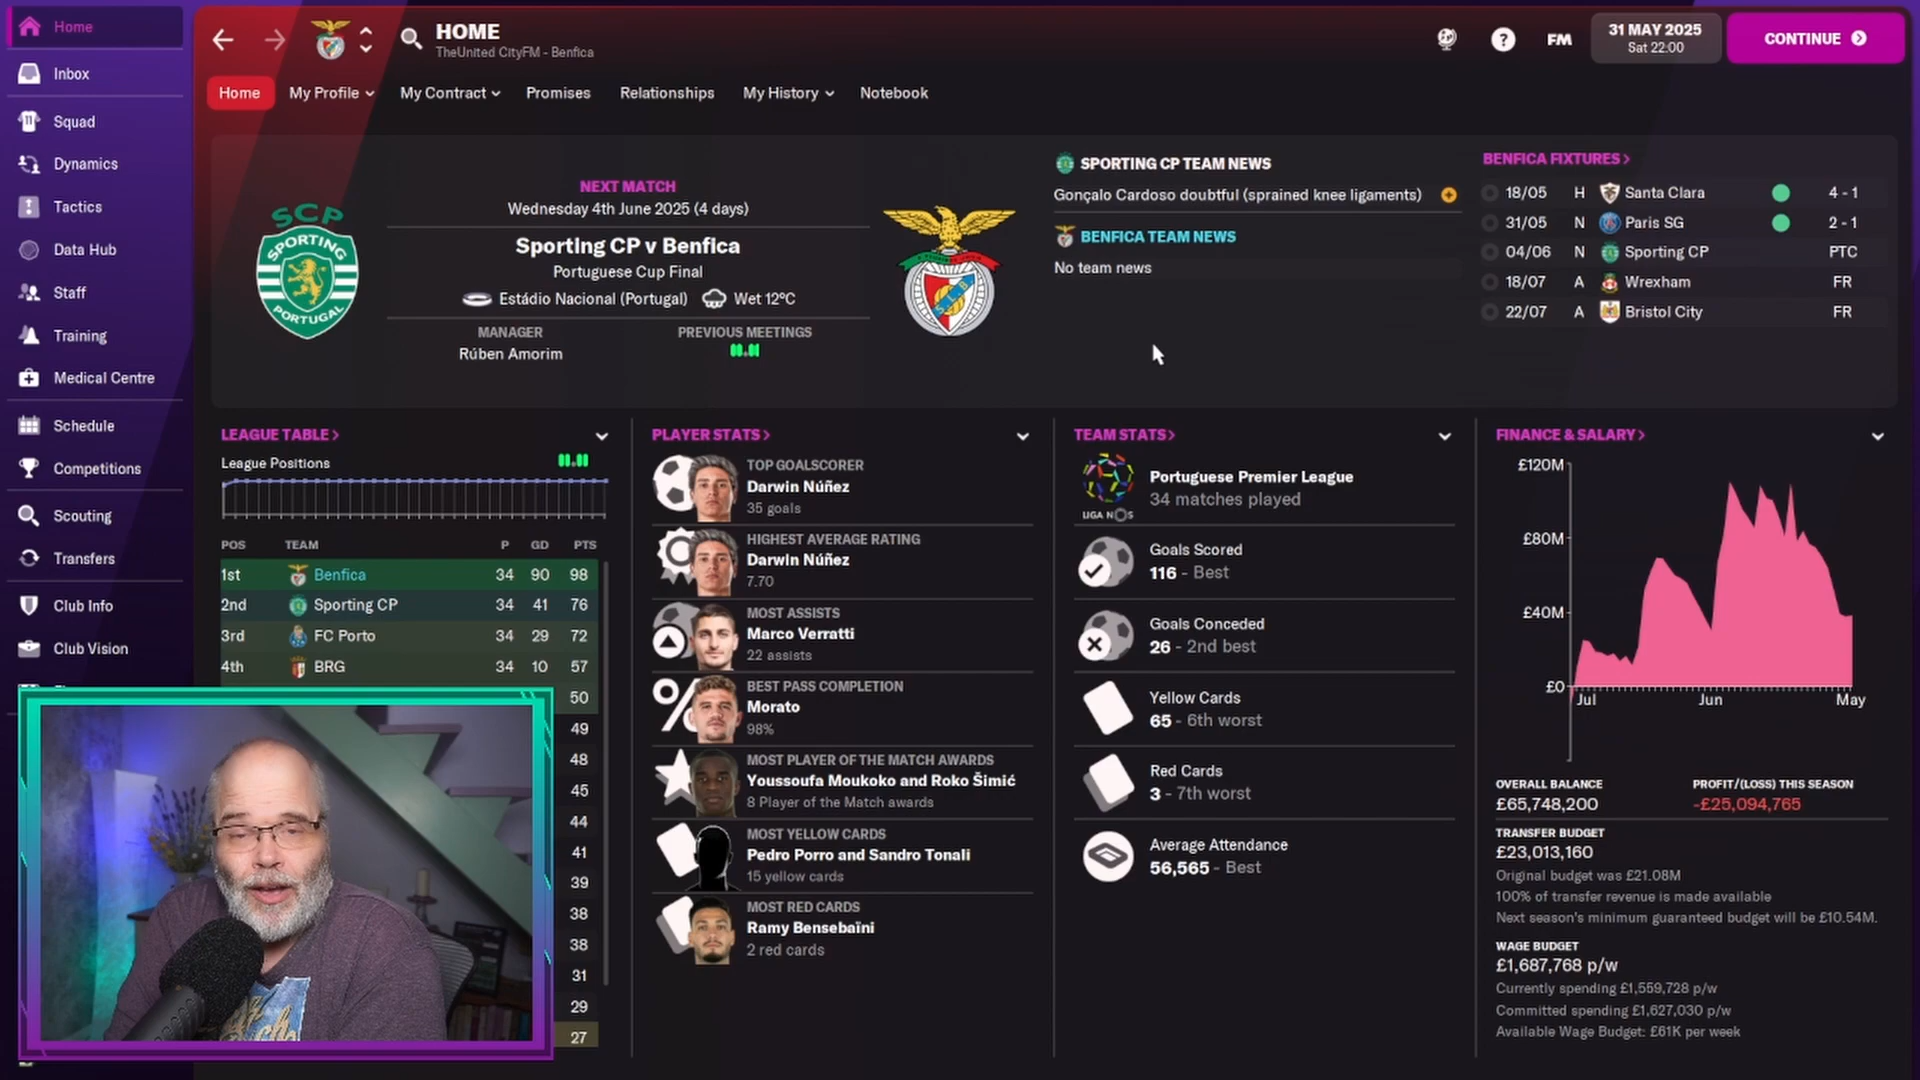 Home
Inbox
Squad
Dynamics
Tactics
Data Hub
Staff
Training
Medical Centre
Schedule
Competitions
Scouting
Transfers
Club Info
Club Vision
HOME
TheUnited CityFM - Benfica
FM
31 MAY 2025
Sat 22:00
CONTINUE
Home
My Profile
My Contract
Promises
Relationships
My History
Notebook
SCP
SPORTING
PORTUGAL
NEXT MATCH
Wednesday 4th June 2025 (4 days)
Sporting CP v Benfica
Portuguese Cup Final
Estádio Nacional (Portugal) Wet 12ºC
MANAGER
Rúben Amorim
PREVIOUS MEETINGS
SPORTING CP TEAM NEWS
Gonçalo Cardoso doubtful (sprained knee ligaments)
BENFICA TEAM NEWS
No team news
BENFICA FIXTURES>
18/05 H Santa Clara 4 - 1
31/05 N Paris SG 2 - 1
04/06 N Sporting CP PTC
18/07 A Wrexham FR
22/07 A Bristol City FR
LEAGUE TABLE>
League Positions
POS TEAM P GD PTS
1st Benfica 34 90 98
2nd Sporting CP 34 41 76
3rd FC Porto 34 29 72
4th BRG 34 10 57
50
49
48
45
44
41
39
38
38
31
29
27
PLAYER STATS>
TOP GOALSCORER
Darwin Núñez
35 goals
HIGHEST AVERAGE RATING
Darwin Núñez
7.70
MOST ASSISTS
Marco Verratti
22 assists
BEST PASS COMPLETION
Morato
98%
MOST PLAYER OF THE MATCH AWARDS
Youssoufa Moukoko and Roko Šimić
8 Player of the Match awards
MOST YELLOW CARDS
Pedro Porro and Sandro Tonali
15 yellow cards
MOST RED CARDS
Ramy Bensebaïni
2 red cards
TEAM STATS>
LIGA NOS
Portuguese Premier League
34 matches played
Goals Scored
116 - Best
Goals Conceded
26 - 2nd best
Yellow Cards
65 - 6th worst
Red Cards
3 - 7th worst
Average Attendance
56,565 - Best
FINANCE & SALARY>
£120M
£80M
£40M
£0
Jul Jun May
OVERALL BALANCE
£65,748,200
PROFIT/(LOSS) THIS SEASON
-£25,094,765
TRANSFER BUDGET
£23,013,160
Original budget was £21.08M
100% of transfer revenue is made available
Next season's minimum guaranteed budget will be £10.54M.
WAGE BUDGET
£1,687,768 p/w
Currently spending £1,559,728 p/w
Committed spending £1,627,030 p/w
Available Wage Budget: £61K per week